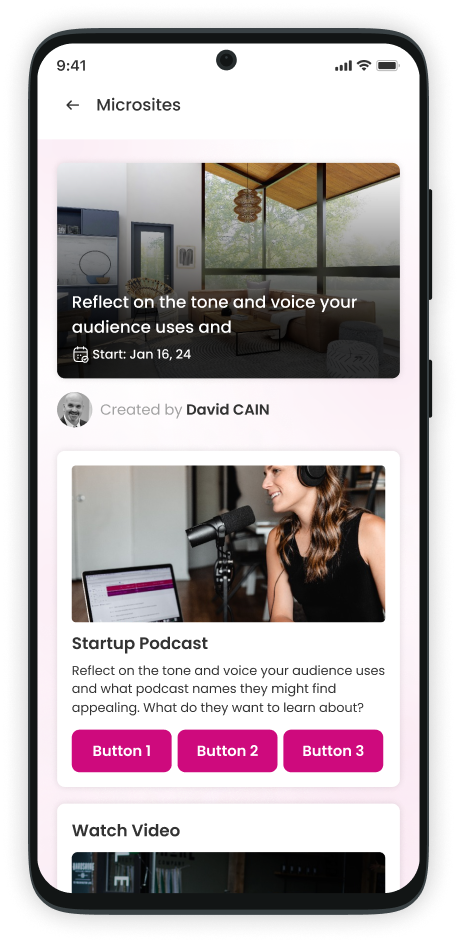 9:41
Microsites
Reflect on the tone and voice your
audience uses and
Start: Jan 16, 24
Created by David CAIN
Startup Podcast
Reflect on the tone and voice your audience uses
and what podcast names they might find
appealing. What do they want to learn about?
Button 1 Button 2 Button 3
Watch Video